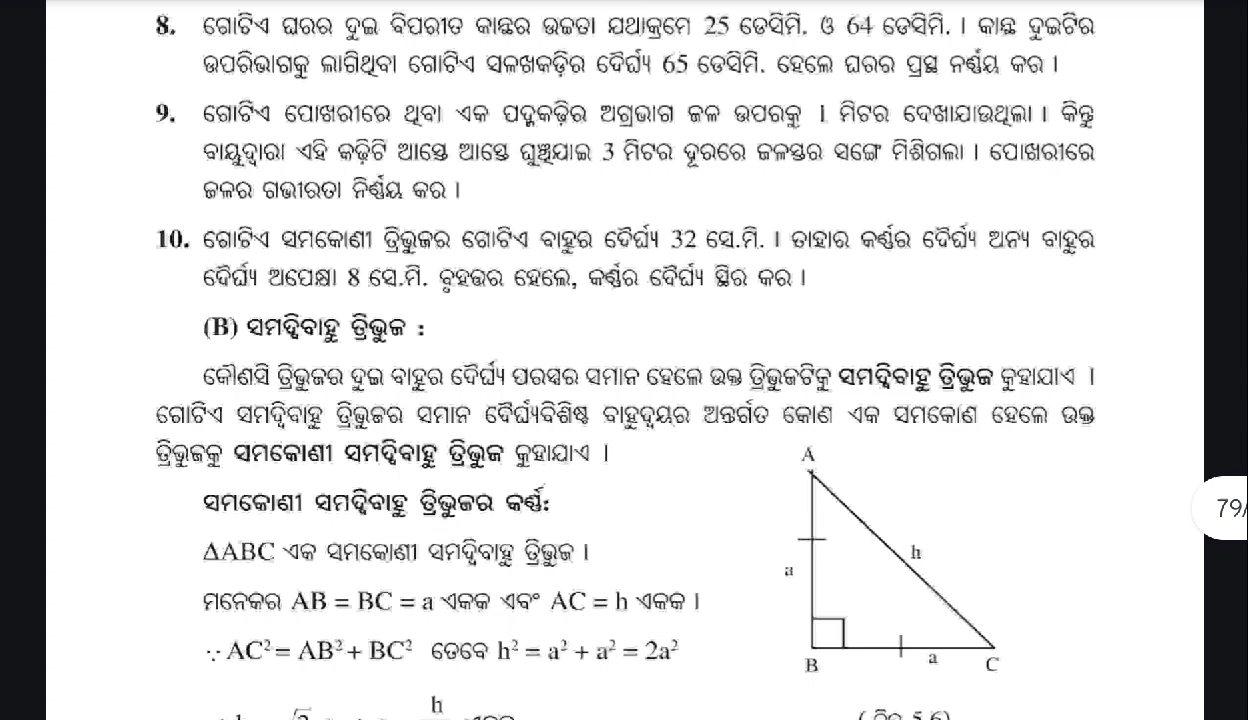 8. ଗୋଟିଏ ଘରର ଦୁଇ ବିପରୀତ କାନ୍ଥର ଉଚ୍ଚତା ଯଥାକ୍ରମେ 25 ଡେସିମି. ଓ 64 ଡେସିମି. । କାନ୍ଥ ଦୁଇଟିର
ଉପରିଭାଗକୁ ଲାଗିଥିବା ଗୋଟିଏ ସଳଖକଡ଼ିର ଦୈର୍ଘ୍ୟ 65 ଡେସିମି. ହେଲେ ଘରର ପ୍ରସ୍ଥ ନିର୍ଣ୍ଣୟ କର ।
9. ଗୋଟିଏ ପୋଖରୀରେ ଥିବା ଏକ ପଦ୍ମକଢ଼ିର ଅଗ୍ରଭାଗ ଜଳ ଉପରକୁ 1 ମିଟର ଦେଖାଯାଉଥିଲା । କିନ୍ତୁ
ବାୟୁଦ୍ୱାରା ଏହି କଢ଼ିଟି ଆସ୍ତେ ଆସ୍ତେ ଘୁଞ୍ଚିଯାଇ 3 ମିଟର ଦୂରରେ ଜଳସ୍ତର ସଙ୍ଗେ ମିଶିଗଲା । ପୋଖରୀରେ
ଜଳର ଗଭୀରତା ନିର୍ଣ୍ଣୟ କର ।
10. ଗୋଟିଏ ସମକୋଣୀ ତ୍ରିଭୁଜର ଗୋଟିଏ ବାହୁର ଦୈର୍ଘ୍ୟ 32 ସେ.ମି. । ତାହାର କର୍ଣ୍ଣର ଦୈର୍ଘ୍ୟ ଅନ୍ୟ ବାହୁର
ଦୈର୍ଘ୍ୟ ଅପେକ୍ଷା 8 ସେ.ମି. ବୃହତ୍ତର ହେଲେ, କର୍ଣ୍ଣର ଦୈର୍ଘ୍ୟ ସ୍ଥିର କର ।
(B) ସମଦ୍ୱିବାହୁ ତ୍ରିଭୁଜ :
କୌଣସି ତ୍ରିଭୁଜର ଦୁଇ ବାହୁର ଦୈର୍ଘ୍ୟ ପରସ୍ପର ସମାନ ହେଲେ ଉକ୍ତ ତ୍ରିଭୁଜଟିକୁ ସମଦ୍ୱିବାହୁ ତ୍ରିଭୁଜ କୁହାଯାଏ ।
ଗୋଟିଏ ସମଦ୍ୱିବାହୁ ତ୍ରିଭୁଜର ସମାନ ଦୈର୍ଘ୍ୟବିଶିଷ୍ଟ ବାହୁଦ୍ୱୟର ଅନ୍ତର୍ଗତ କୋଣ ଏକ ସମକୋଣ ହେଲେ ଉକ୍ତ
ତ୍ରିଭୁଜକୁ ସମକୋଣୀ ସମଦ୍ୱିବାହୁ ତ୍ରିଭୁଜ କୁହାଯାଏ ।
A
ସମକୋଣୀ ସମଦ୍ୱିବାହୁ ତ୍ରିଭୁଜର କର୍ଣ୍ଣ:
79/
ΔABC ଏକ ସମକୋଣୀ ସମଦ୍ୱିବାହୁ ତ୍ରିଭୁଜ ।
h
a
ମନେକର AB = BC = a ଏକକ ଏବଂ AC = h ଏକକ ।
∵ AC² = AB² + BC² ତେବେ h² = a² + a² = 2a²
B a C
h